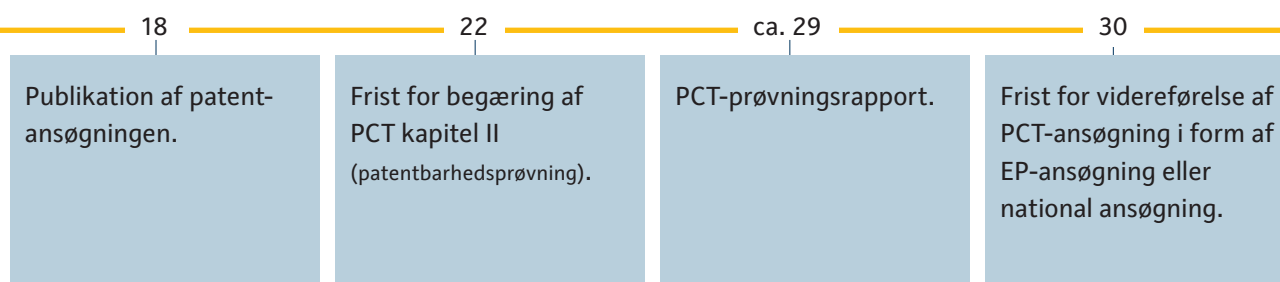 18
Publikation af patent-
ansøgningen.
22
Frist for begæring af
PCT kapitel II
(patentbarhedsprøvning).
ca. 29
PCT-prøvningsrapport.
30
Frist for videreførelse af
PCT-ansøgning i form af
EP-ansøgning eller
national ansøgning.